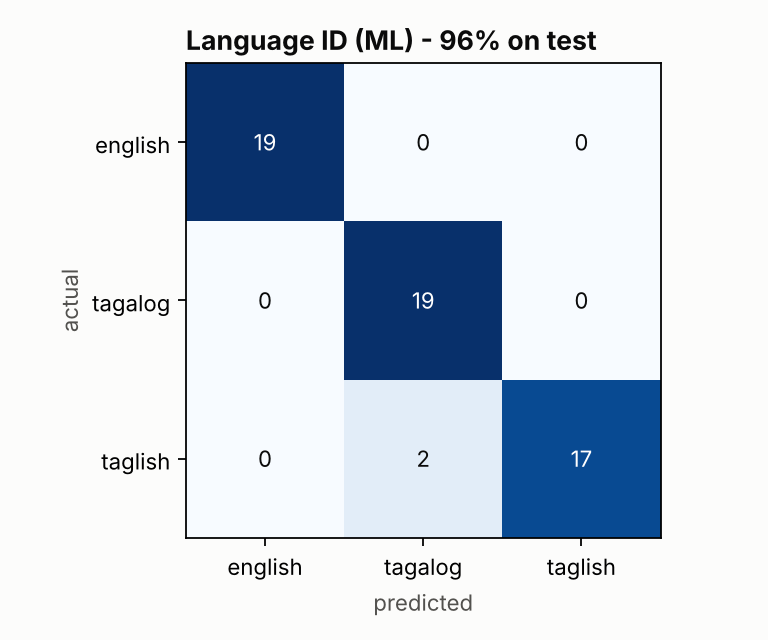 Language ID (ML) - 96% on test
english 19 0 0
actual
tagalog 0 19 0
taglish 0 2 17
english tagalog taglish
predicted